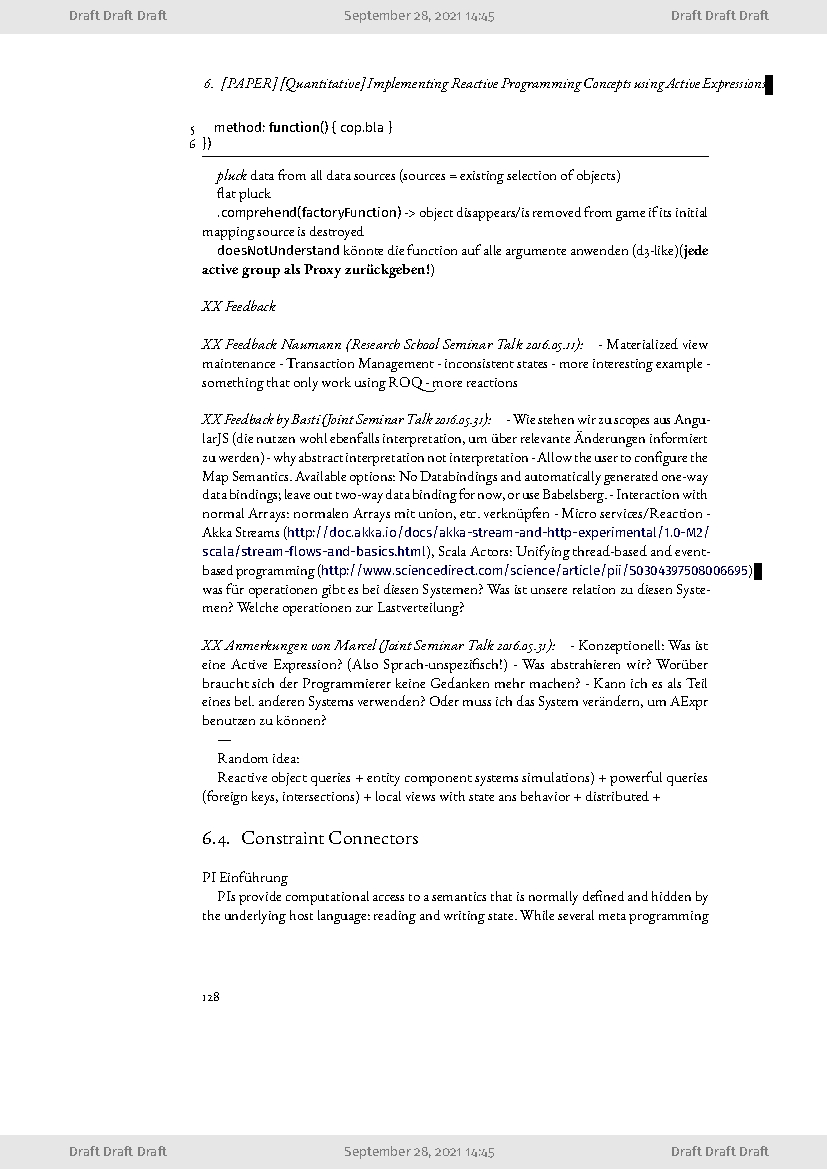 Draft Draft Draft September 28, 2021 14:45 Draft Draft Draft
6. [PAPER] [Quantitative] Implementing Reactive Programming Concepts using Active Expressions
5 method: function() { cop.bla }
6 })
pluck data from all data sources (sources = existing selection of objects)
flat pluck
.comprehend(factoryFunction) -> object disappears/is removed from game if its initial
mapping source is destroyed
doesNotUnderstand könnte die function auf alle argumente anwenden (d3-like)(jede
active group als Proxy zurückgeben!)
XX Feedback
XX Feedback Naumann (Research School Seminar Talk 2016.05.11): - Materialized view
maintenance - Transaction Management - inconsistent states - more interesting example -
something that only work using ROQ - more reactions
XX Feedback by Basti (Joint Seminar Talk 2016.05.31): - Wie stehen wir zu scopes aus Angu-
larJS (die nutzen wohl ebenfalls interpretation, um über relevante Änderungen informiert
zu werden) - why abstract interpretation not interpretation - Allow the user to configure the
Map Semantics. Available options: No Databindings and automatically generated one-way
data bindings; leave out two-way data binding for now, or use Babelsberg. - Interaction with
normal Arrays: normalen Arrays mit union, etc. verknüpfen - Micro services/Reaction -
Akka Streams (http://doc.akka.io/docs/akka-stream-and-http-experimental/1.0-M2/
scala/stream-flows-and-basics.html), Scala Actors: Unifying thread-based and event-
based programming (http://www.sciencedirect.com/science/article/pii/S0304397508006695)
was für operationen gibt es bei diesen Systemen? Was ist unsere relation zu diesen Syste-
men? Welche operationen zur Lastverteilung?
XX Anmerkungen von Marcel (Joint Seminar Talk 2016.05.31): - Konzeptionell: Was ist
eine Active Expression? (Also Sprach-unspezifisch!) - Was abstrahieren wir? Worüber
braucht sich der Programmierer keine Gedanken mehr machen? - Kann ich es als Teil
eines bel. anderen Systems verwenden? Oder muss ich das System verändern, um AExpr
benutzen zu können?
—
Random idea:
Reactive object queries + entity component systems simulations) + powerful queries
(foreign keys, intersections) + local views with state ans behavior + distributed +
6.4. Constraint Connectors
PI Einführung
PIs provide computational access to a semantics that is normally defined and hidden by
the underlying host language: reading and writing state. While several meta programming
128
Draft Draft Draft September 28, 2021 14:45 Draft Draft Draft